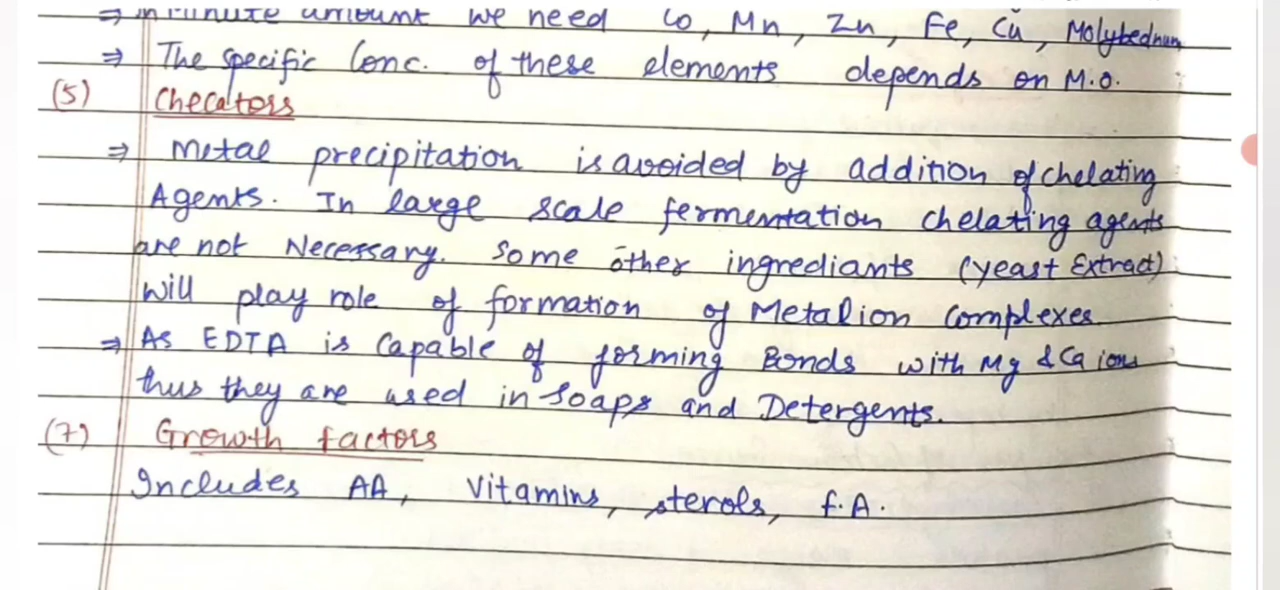 ⇒ in minute amount we need Co, Mn, Zn, Fe, Cu, Molybednum
⇒ The specific Conc. of these elements depends on M.O.
(5) Checators
⇒ Metal precipitation is avoided by addition of chelating
Agents. In large scale fermentation chelating agents
are not Necessary. Some other ingrediants (yeast Extract)
will play role of formation of Metal ion Complexes.
⇒ As EDTA is Capable of forming Bonds with Mg & Ca ions
thus they are used in Soaps and Detergents.
(7) Growth factors
Includes AA, Vitamins, sterols, f.A.